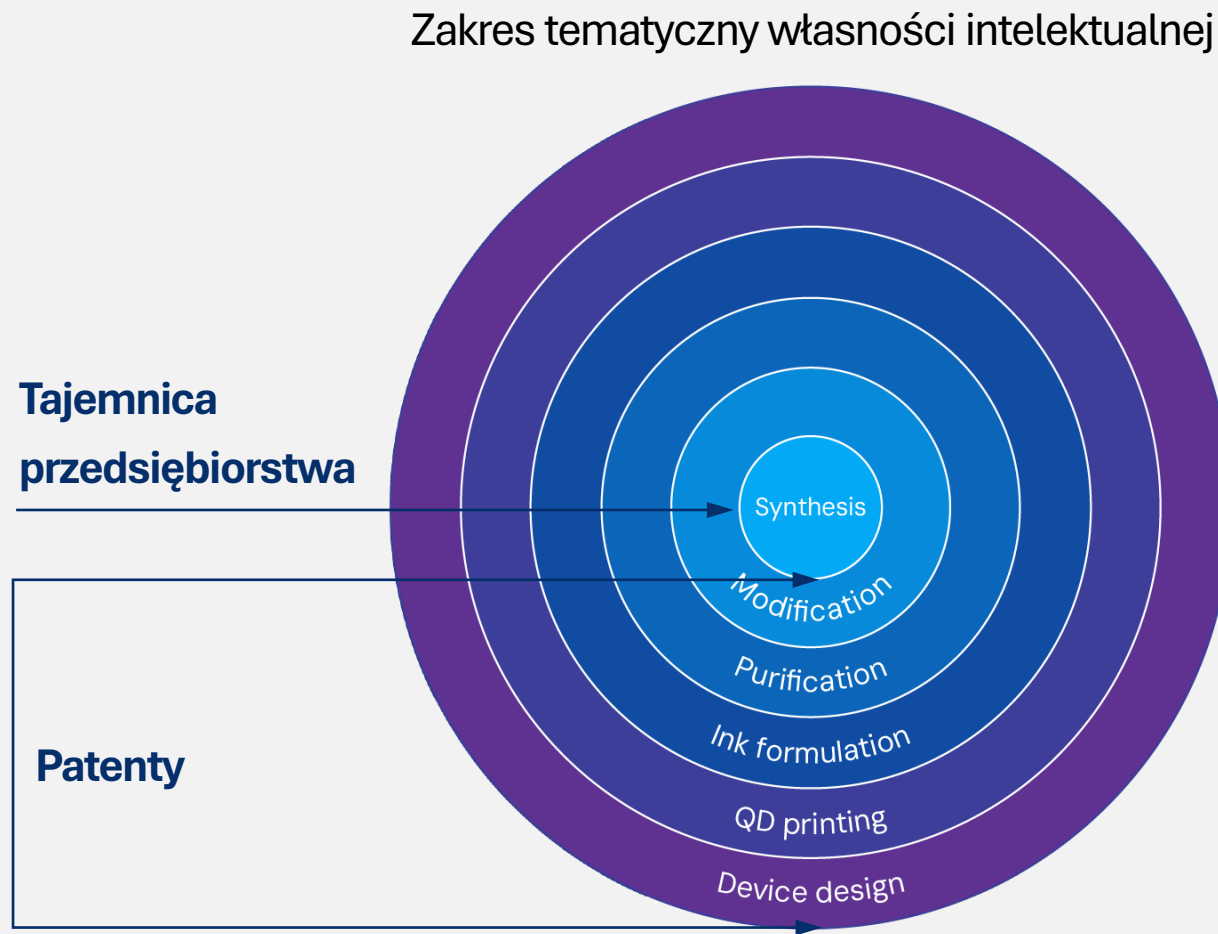 Zakres tematyczny własności intelektualnej
Tajemnica
przedsiębiorstwa
Synthesis
Modification
Purification
Ink formulation
Patenty
QD printing
Device design